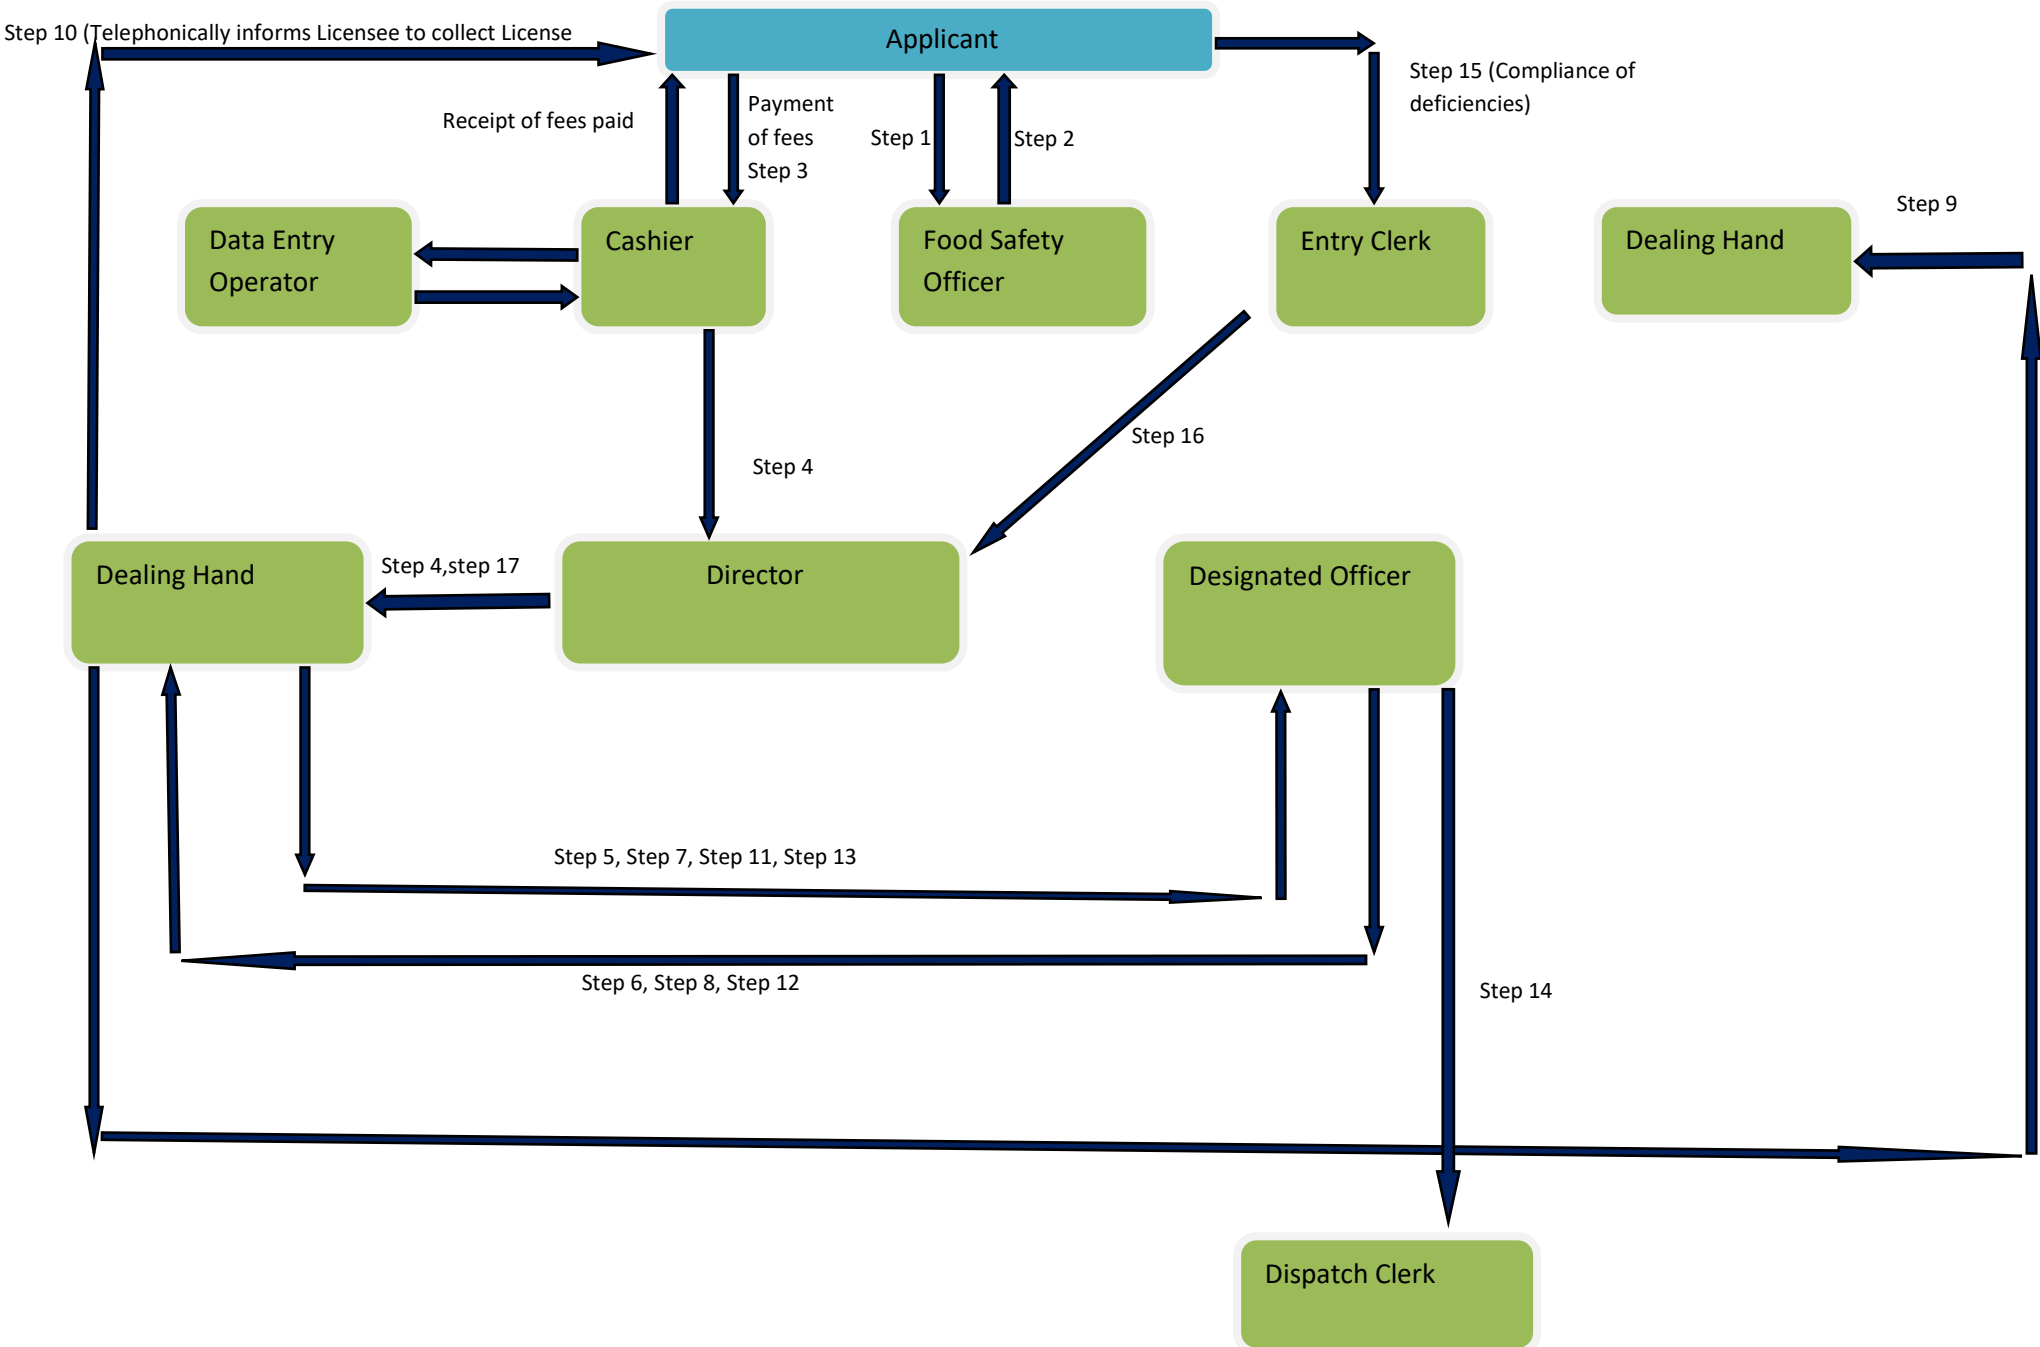 Step 10 (Telephonically informs Licensee to collect License
Applicant
Step 15 (Compliance of
deficiencies)
Receipt of fees paid
Payment
of fees
Step 3
Step 1
Step 2
Step 9
Data Entry
Operator
Cashier
Food Safety
Officer
Entry Clerk
Dealing Hand
Step 16
Step 4
Dealing Hand
Step 4,step 17
Director
Designated Officer
Step 5, Step 7, Step 11, Step 13
Step 6, Step 8, Step 12
Step 14
Dispatch Clerk